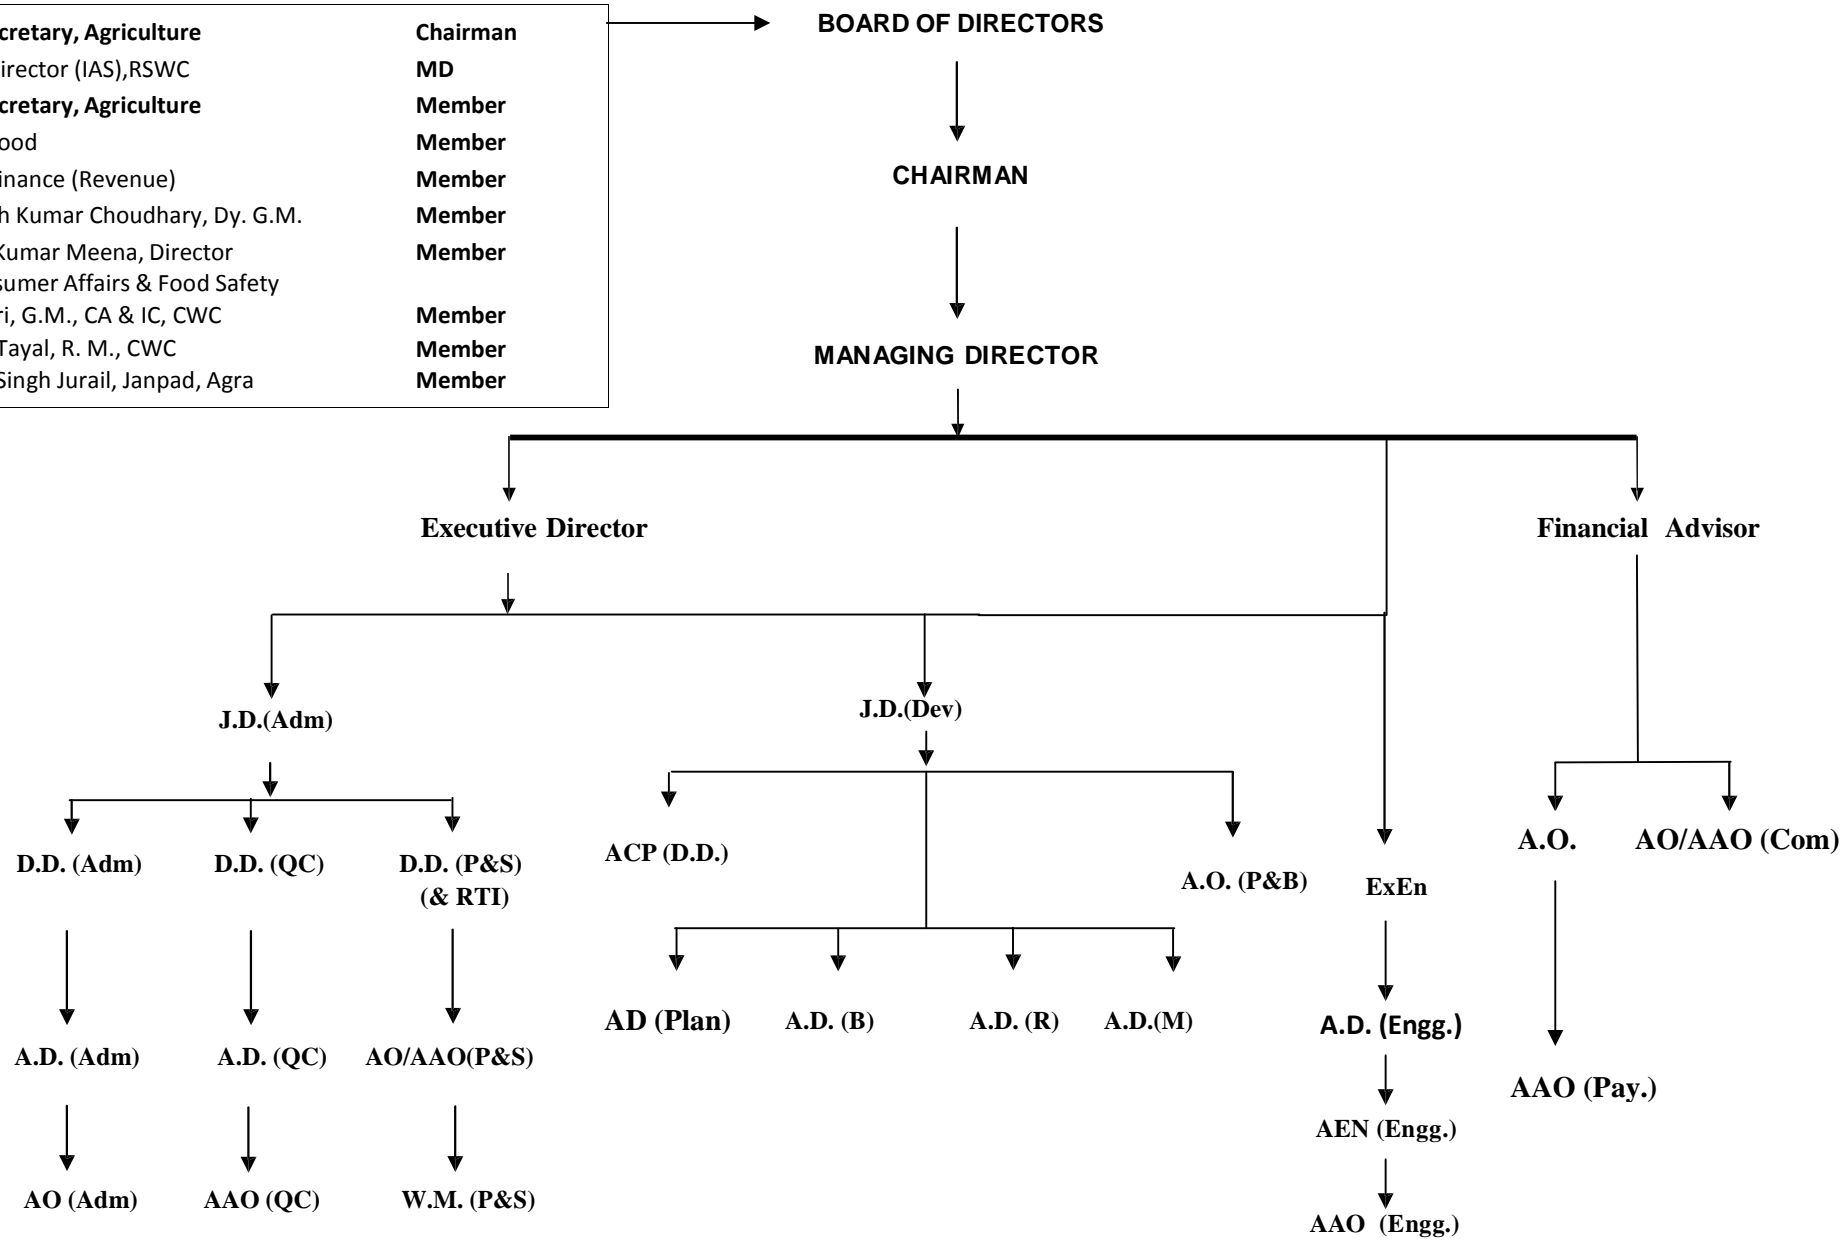 cretary, Agriculture Chairman
irector (IAS),RSWC MD
cretary, Agriculture Member
ood Member
inance (Revenue) Member
h Kumar Choudhary, Dy. G.M. Member
Kumar Meena, Director Member
sumer Affairs & Food Safety
ri, G.M., CA & IC, CWC Member
Tayal, R. M., CWC Member
Singh Jurail, Janpad, Agra Member
BOARD OF DIRECTORS
CHAIRMAN
MANAGING DIRECTOR
Executive Director
Financial Advisor
J.D.(Adm)
J.D.(Dev)
D.D. (Adm)
D.D. (QC)
D.D. (P&S)
(& RTI)
ACP (D.D.)
A.O. (P&B)
ExEn
A.O.
AO/AAO (Com)
A.D. (Adm)
A.D. (QC)
AO/AAO(P&S)
AD (Plan)
A.D. (B)
A.D. (R)
A.D.(M)
A.D. (Engg.)
AAO (Pay.)
AEN (Engg.)
AO (Adm)
AAO (QC)
W.M. (P&S)
AAO (Engg.)